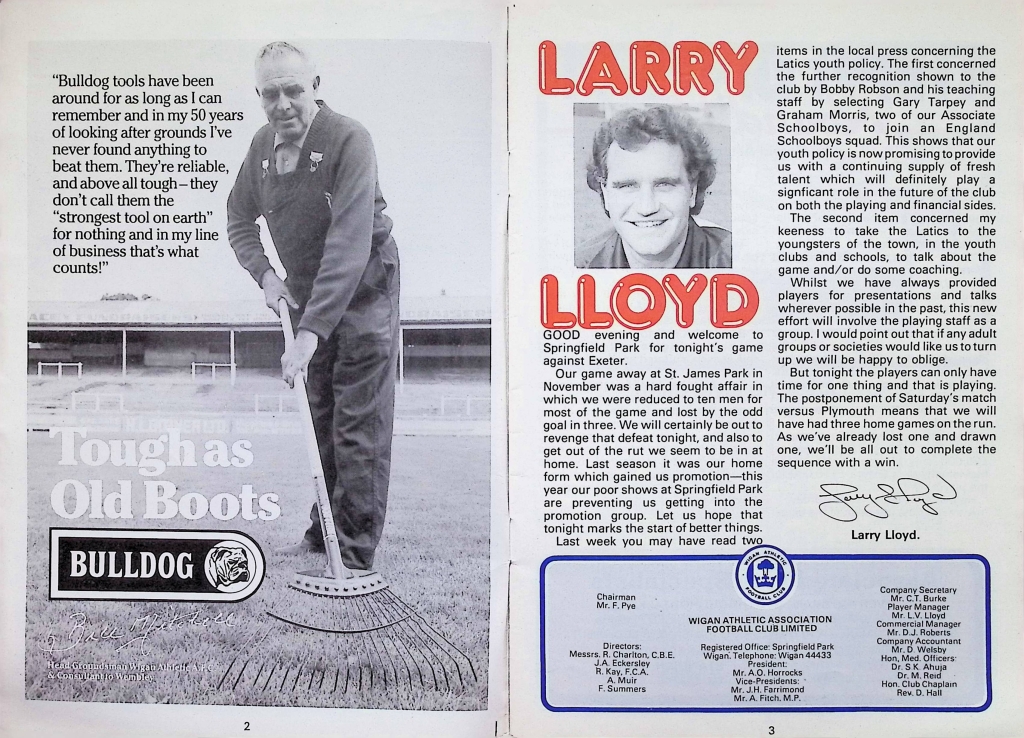 "Bulldog tools have been
around for as long as I can
remember and in my 50 years
of looking after grounds I've
never found anything to
beat them. They're reliable,
and above all tough – they
don't call them the
"strongest tool on earth"
for nothing and in my line
of business that's what
counts!"
Tough as
Old Boots
BULLDOG
Bill Mitchell
Head Groundsman Wigan Athletic A.F.C.
& Consultant to Wembley.
2
LARRY
LLOYD
GOOD evening and welcome to
Springfield Park for tonight's game
against Exeter.
Our game away at St. James Park in
November was a hard fought affair in
which we were reduced to ten men for
most of the game and lost by the odd
goal in three. We will certainly be out to
revenge that defeat tonight, and also to
get out of the rut we seem to be in at
home. Last season it was our home
form which gained us promotion—this
year our poor shows at Springfield Park
are preventing us getting into the
promotion group. Let us hope that
tonight marks the start of better things.
Last week you may have read two
items in the local press concerning the
Latics youth policy. The first concerned
the further recognition shown to the
club by Bobby Robson and his teaching
staff by selecting Gary Tarpey and
Graham Morris, two of our Associate
Schoolboys, to join an England
Schoolboys squad. This shows that our
youth policy is now promising to provide
us with a continuing supply of fresh
talent which will definitely play a
signficant role in the future of the club
on both the playing and financial sides.
The second item concerned my
keeness to take the Latics to the
youngsters of the town, in the youth
clubs and schools, to talk about the
game and/or do some coaching.
Whilst we have always provided
players for presentations and talks
wherever possible in the past, this new
effort will involve the playing staff as a
group. I would point out that if any adult
groups or societies would like us to turn
up we will be happy to oblige.
But tonight the players can only have
time for one thing and that is playing.
The postponement of Saturday's match
versus Plymouth means that we will
have had three home games on the run.
As we've already lost one and drawn
one, we'll be all out to complete the
sequence with a win.
Larry Lloyd
Larry Lloyd.
WIGAN ATHLETIC
FOOTBALL CLUB
Chairman
Mr. F. Pye
Directors:
Messrs. R. Charlton, C.B.E.
J.A. Eckersley
R. Kay, F.C.A.
A. Muir
F. Summers
WIGAN ATHLETIC ASSOCIATION
FOOTBALL CLUB LIMITED
Registered Office: Springfield Park
Wigan. Telephone: Wigan 44433
President:
Mr. A.O. Horrocks
Vice-Presidents:
Mr. J.H. Farrimond
Mr. A. Fitch, M.P.
Company Secretary
Mr. C.T. Burke
Player Manager
Mr. L.V. Lloyd
Commercial Manager
Mr. D.J. Roberts
Company Accountant
Mr. D. Welsby
Hon, Med. Officers:
Dr. S.K. Ahuja
Dr. M. Reid
Hon. Club Chaplain
Rev. D. Hall
3